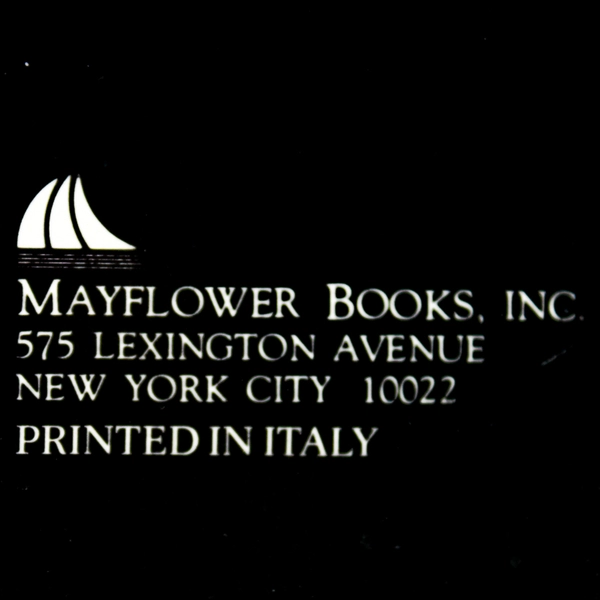 MAYFLOWER BOOKS, INC.
575 LEXINGTON AVENUE
NEW YORK CITY 10022
PRINTED IN ITALY